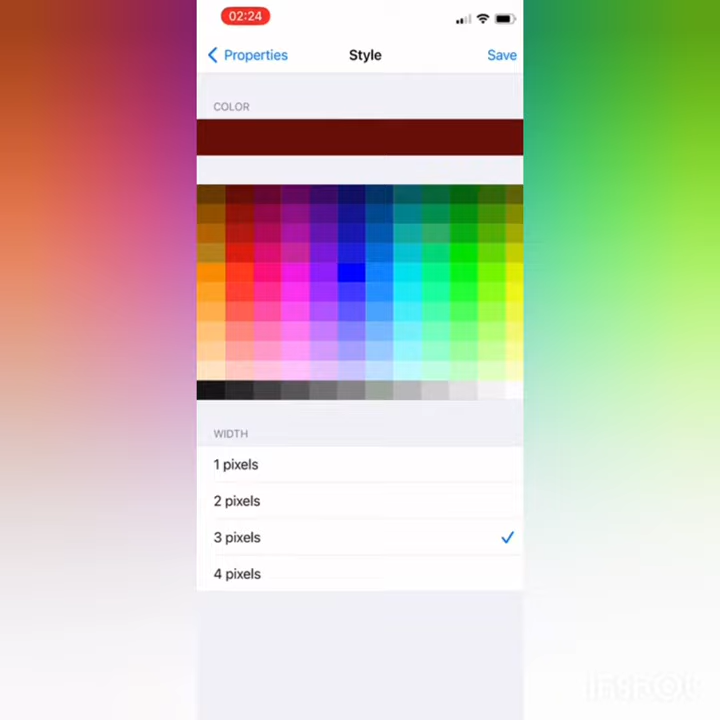 02:24
Properties
Style
Save
COLOR
WIDTH
1 pixels
2 pixels
3 pixels
4 pixels